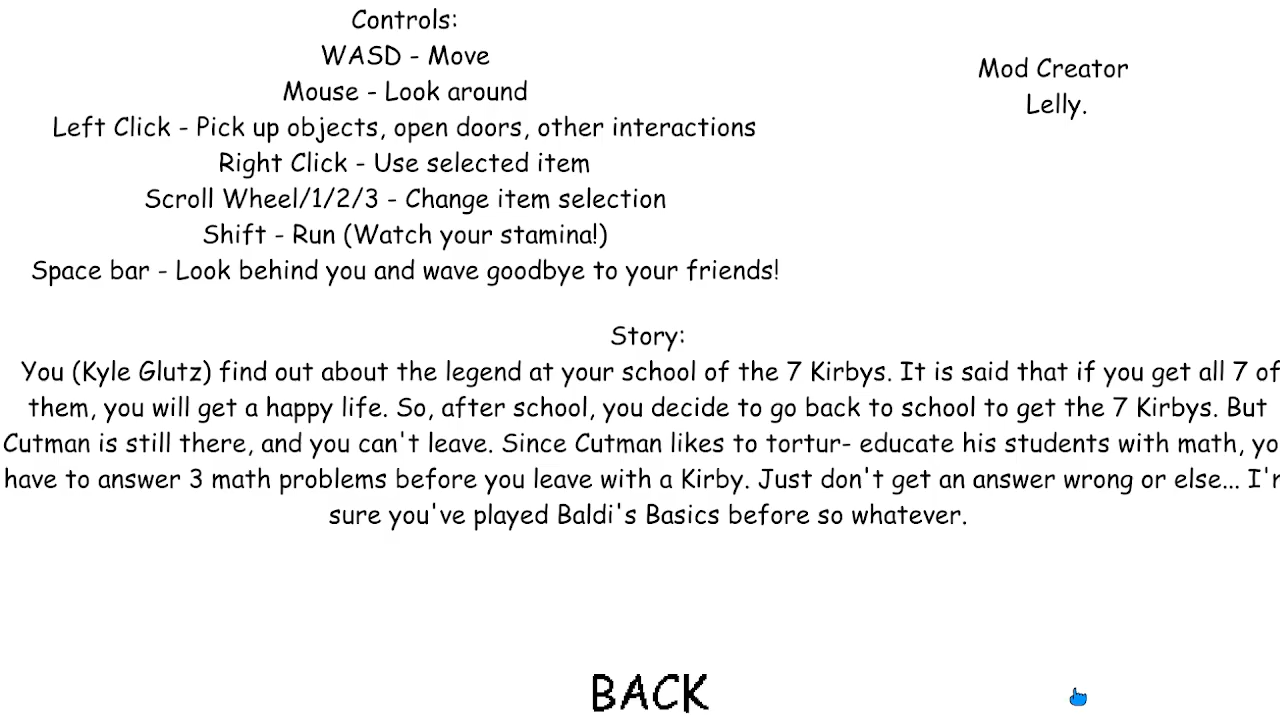 Controls:
WASD - Move
Mouse - Look around
Left Click - Pick up objects, open doors, other interactions
Right Click - Use selected item
Scroll Wheel/1/2/3 - Change item selection
Shift - Run (Watch your stamina!)
Space bar - Look behind you and wave goodbye to your friends!
Mod Creator
Lelly.
Story:
You (Kyle Glutz) find out about the legend at your school of the 7 Kirbys. It is said that if you get all 7 of
them, you will get a happy life. So, after school, you decide to go back to school to get the 7 Kirbys. But
Cutman is still there, and you can't leave. Since Cutman likes to tortur- educate his students with math, yo
have to answer 3 math problems before you leave with a Kirby. Just don't get an answer wrong or else... I'
sure you've played Baldi's Basics before so whatever.
BACK